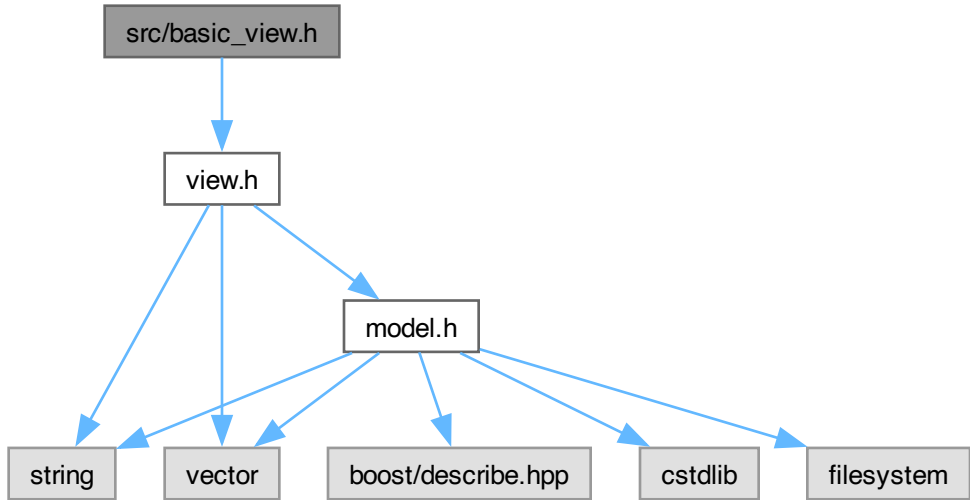 src/basic_view.h
view.h
model.h
string
vector
boost/describe.hpp
cstdlib
filesystem